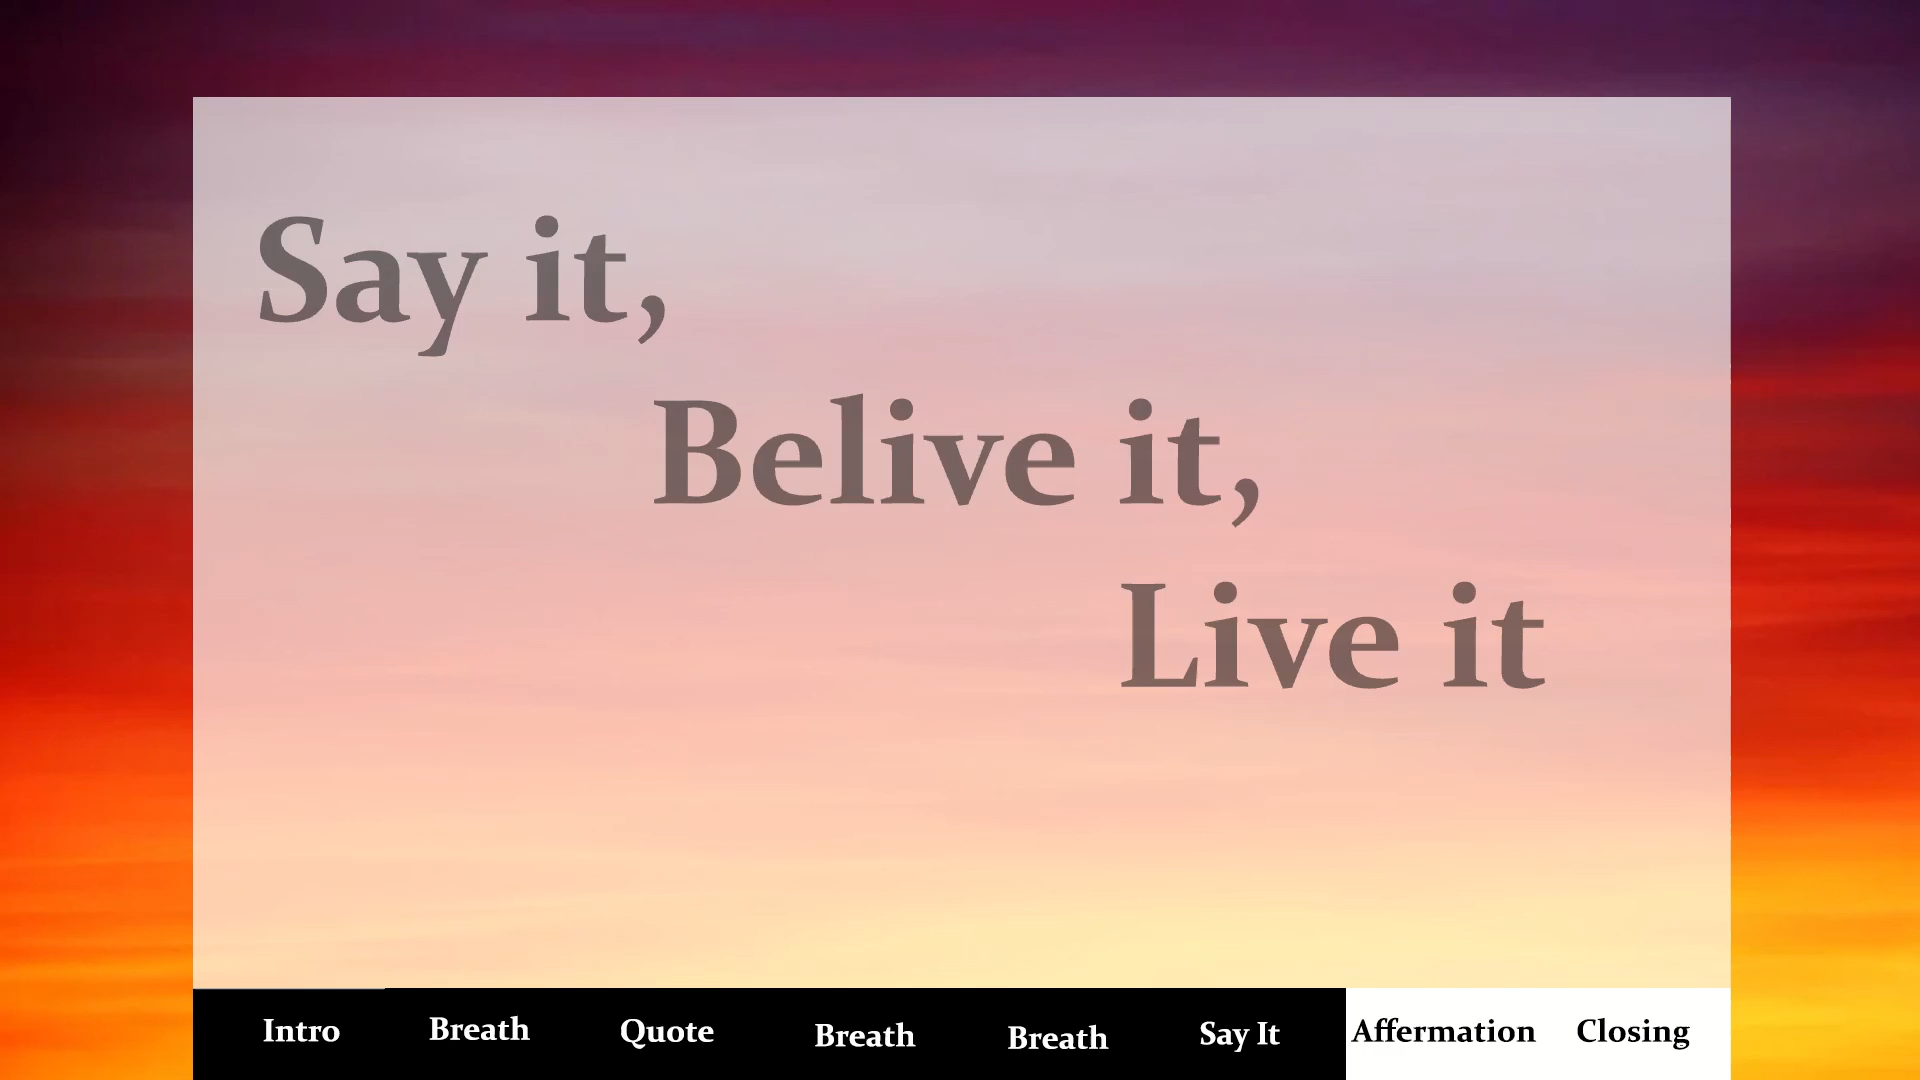 Say it,
Belive it,
Live it
Intro Breath Quote Breath Breath Say It Affermation Closing